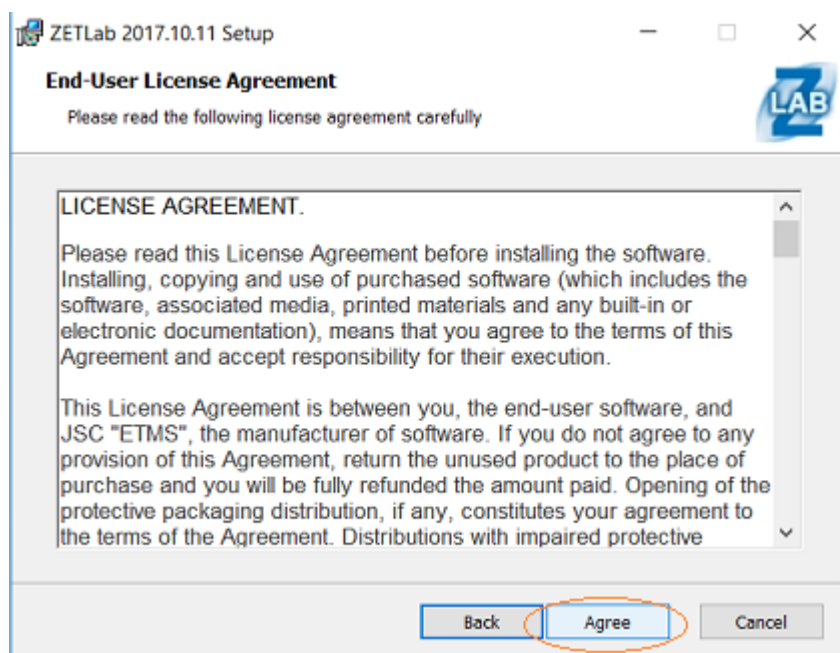 ZETLab 2017.10.11 Setup
End-User License Agreement
Please read the following license agreement carefully
Z
LAB
LICENSE AGREEMENT.
Please read this License Agreement before installing the software.
Installing, copying and use of purchased software (which includes the
software, associated media, printed materials and any built-in or
electronic documentation), means that you agree to the terms of this
Agreement and accept responsibility for their execution.
This License Agreement is between you, the end-user software, and
JSC "ETMS", the manufacturer of software. If you do not agree to any
provision of this Agreement, return the unused product to the place of
purchase and you will be fully refunded the amount paid. Opening of the
protective packaging distribution, if any, constitutes your agreement to
the terms of the Agreement. Distributions with impaired protective
Back Agree Cancel